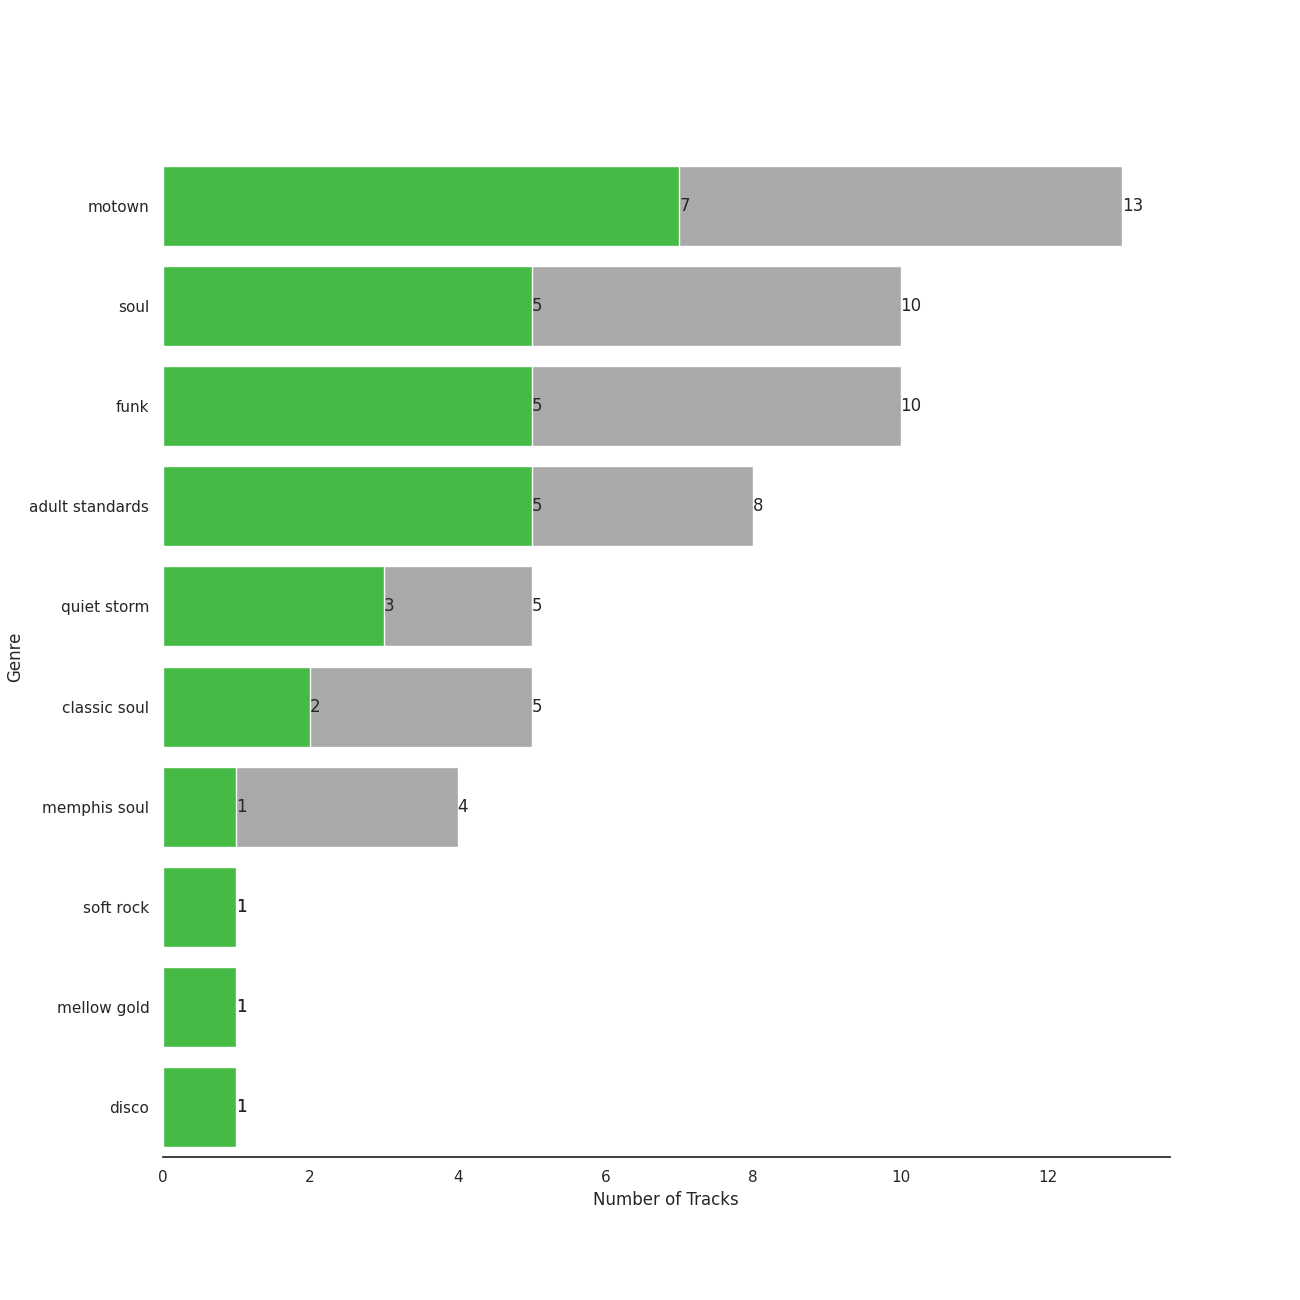 motown 7 13
soul 5 10
funk 5 10
adult standards 5 8
quiet storm 3 5
classic soul 2 5
memphis soul 1 4
soft rock 1
mellow gold 1
disco 1
Genre
0 2 4 6 8 10 12
Number of Tracks